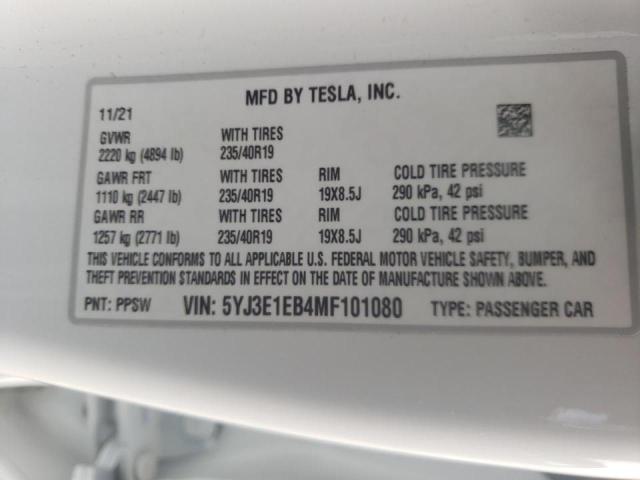 MFD BY TESLA, INC.
11/21
GVWR WITH TIRES
2220 kg (4894 lb) 235/40R19
GAWR FRT WITH TIRES RIM COLD TIRE PRESSURE
1110 kg (2447 lb) 235/40R19 19X8.5J 290 kPa, 42 psi
GAWR RR WITH TIRES RIM COLD TIRE PRESSURE
1257 kg (2771 lb) 235/40R19 19X8.5J 290 kPa, 42 psi
THIS VEHICLE CONFORMS TO ALL APPLICABLE U.S. FEDERAL MOTOR VEHICLE SAFETY, BUMPER, AND
THEFT PREVENTION STANDARDS IN EFFECT ON THE DATE OF MANUFACTURE SHOWN ABOVE.
PNT: PPSW VIN: 5YJ3E1EB4MF101080 TYPE: PASSENGER CAR